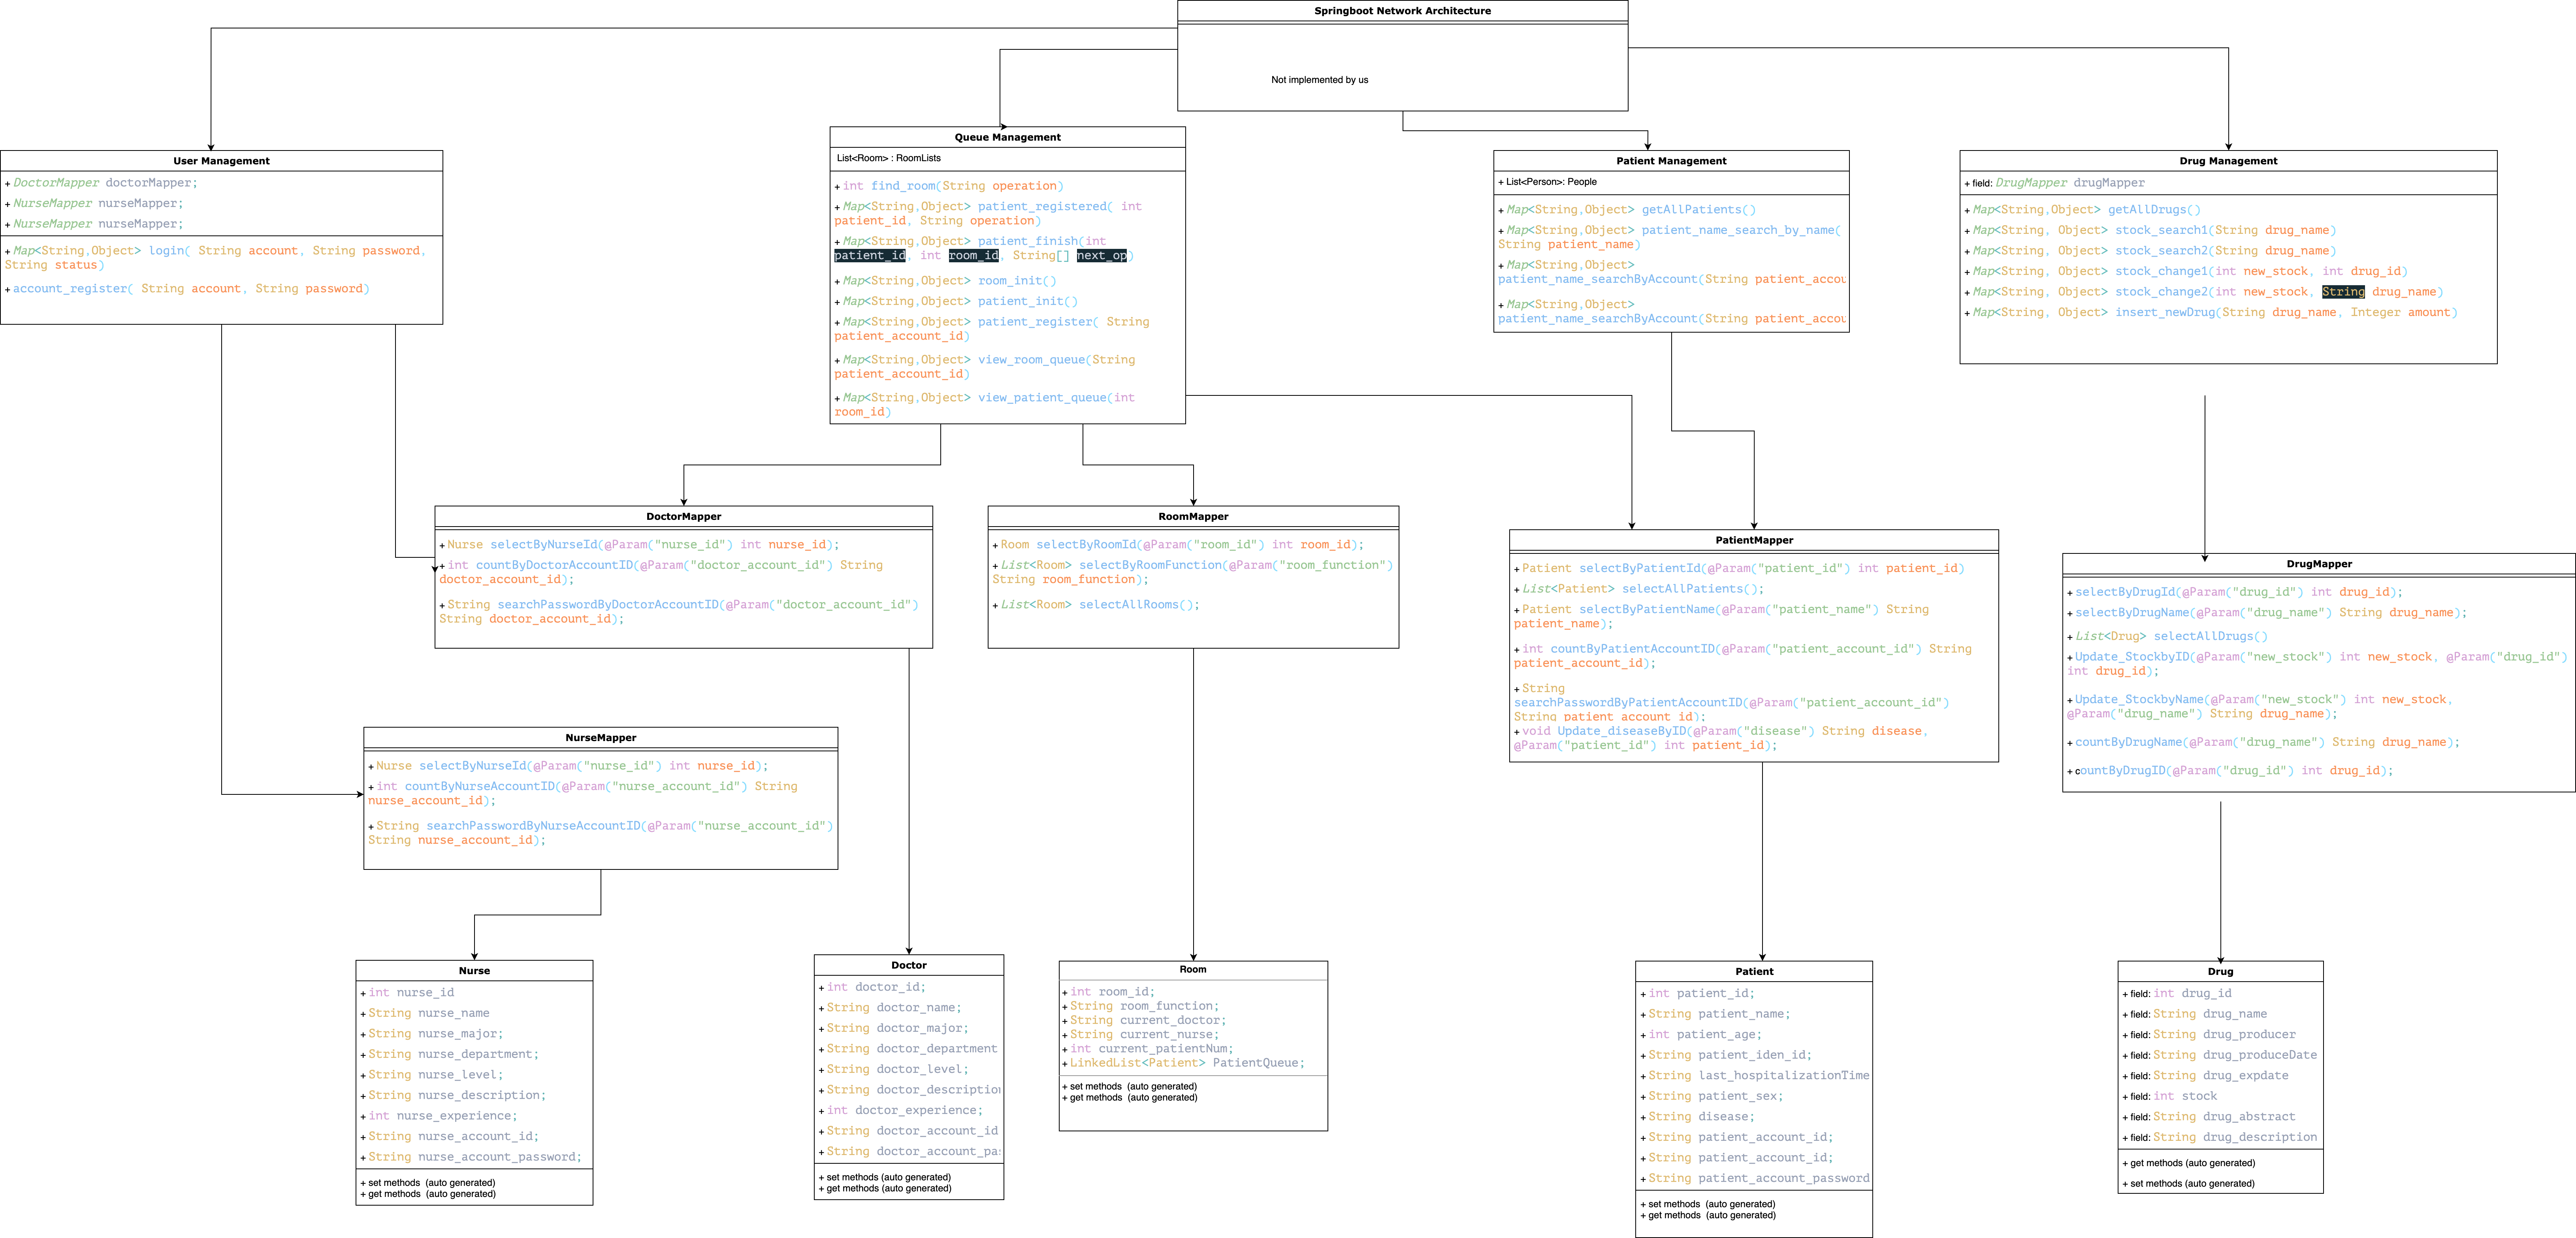 Springboot Network Architecture
Not implemented by us
User Management
+ DoctorMapper doctorMapper;
+ NurseMapper nurseMapper;
+ NurseMapper nurseMapper;
+ Map<String,Object> login( String account, String password,
String status)
+ account_register( String account, String password)
Queue Management
List<Room> : RoomLists
+ int find_room(String operation)
+ Map<String,Object> patient_registered( int
patient_id, String operation)
+ Map<String,Object> patient_finish(int
patient_id, int room_id, String[] next_op)
+ Map<String,Object> room_init()
+ Map<String,Object> patient_init()
+ Map<String,Object> patient_register( String
patient_account_id)
+ Map<String,Object> view_room_queue(String
patient_account_id)
+ Map<String,Object> view_patient_queue(int
room_id)
Patient Management
+ List<Person>: People
+ Map<String,Object> getAllPatients()
+ Map<String,Object> patient_name_search_by_name(
String patient_name)
+ Map<String,Object>
patient_name_searchByAccount(String patient_accou
+ Map<String,Object>
patient_name_searchByAccount(String patient_accou
Drug Management
+ field: DrugMapper drugMapper
+ Map<String,Object> getAllDrugs()
+ Map<String, Object> stock_search1(String drug_name)
+ Map<String, Object> stock_search2(String drug_name)
+ Map<String, Object> stock_change1(int new_stock, int drug_id)
+ Map<String, Object> stock_change2(int new_stock, String drug_name)
+ Map<String, Object> insert_newDrug(String drug_name, Integer amount)
DoctorMapper
+ Nurse selectByNurseId(@Param("nurse_id") int nurse_id);
+ int countByDoctorAccountID(@Param("doctor_account_id") String
doctor_account_id);
+ String searchPasswordByDoctorAccountID(@Param("doctor_account_id")
String doctor_account_id);
RoomMapper
+ Room selectByRoomId(@Param("room_id") int room_id);
+ List<Room> selectByRoomFunction(@Param("room_function")
String room_function);
+ List<Room> selectAllRooms();
PatientMapper
+ Patient selectByPatientId(@Param("patient_id") int patient_id)
+ List<Patient> selectAllPatients();
+ Patient selectByPatientName(@Param("patient_name") String
patient_name);
+ int countByPatientAccountID(@Param("patient_account_id") String
patient_account_id);
+ String
searchPasswordByPatientAccountID(@Param("patient_account_id")
String patient_account_id);
+ void Update_diseaseByID(@Param("disease") String disease,
@Param("patient_id") int patient_id);
DrugMapper
+ selectByDrugId(@Param("drug_id") int drug_id);
+ selectByDrugName(@Param("drug_name") String drug_name);
+ List<Drug> selectAllDrugs()
+ Update_StockbyID(@Param("new_stock") int new_stock, @Param("drug_id")
int drug_id);
+ Update_StockbyName(@Param("new_stock") int new_stock,
@Param("drug_name") String drug_name);
+ countByDrugName(@Param("drug_name") String drug_name);
+ countByDrugID(@Param("drug_id") int drug_id);
NurseMapper
+ Nurse selectByNurseId(@Param("nurse_id") int nurse_id);
+ int countByNurseAccountID(@Param("nurse_account_id") String
nurse_account_id);
+ String searchPasswordByNurseAccountID(@Param("nurse_account_id")
String nurse_account_id);
Nurse
+ int nurse_id
+ String nurse_name
+ String nurse_major;
+ String nurse_department;
+ String nurse_level;
+ String nurse_description;
+ int nurse_experience;
+ String nurse_account_id;
+ String nurse_account_password;
+ set methods (auto generated)
+ get methods (auto generated)
Doctor
+ int doctor_id;
+ String doctor_name;
+ String doctor_major;
+ String doctor_department
+ String doctor_level;
+ String doctor_description
+ int doctor_experience;
+ String doctor_account_id
+ String doctor_account_pas
+ set methods (auto generated)
+ get methods (auto generated)
Room
+ int room_id;
+ String room_function;
+ String current_doctor;
+ String current_nurse;
+ int current_patientNum;
+ LinkedList<Patient> PatientQueue;
+ set methods (auto generated)
+ get methods (auto generated)
Patient
+ int patient_id;
+ String patient_name;
+ int patient_age;
+ String patient_iden_id;
+ String last_hospitalizationTime
+ String patient_sex;
+ String disease;
+ String patient_account_id;
+ String patient_account_id;
+ String patient_account_password
+ set methods (auto generated)
+ get methods (auto generated)
Drug
+ field: int drug_id
+ field: String drug_name
+ field: String drug_producer
+ field: String drug_produceDate
+ field: String drug_expdate
+ field: int stock
+ field: String drug_abstract
+ field: String drug_description
+ get methods (auto generated)
+ set methods (auto generated)